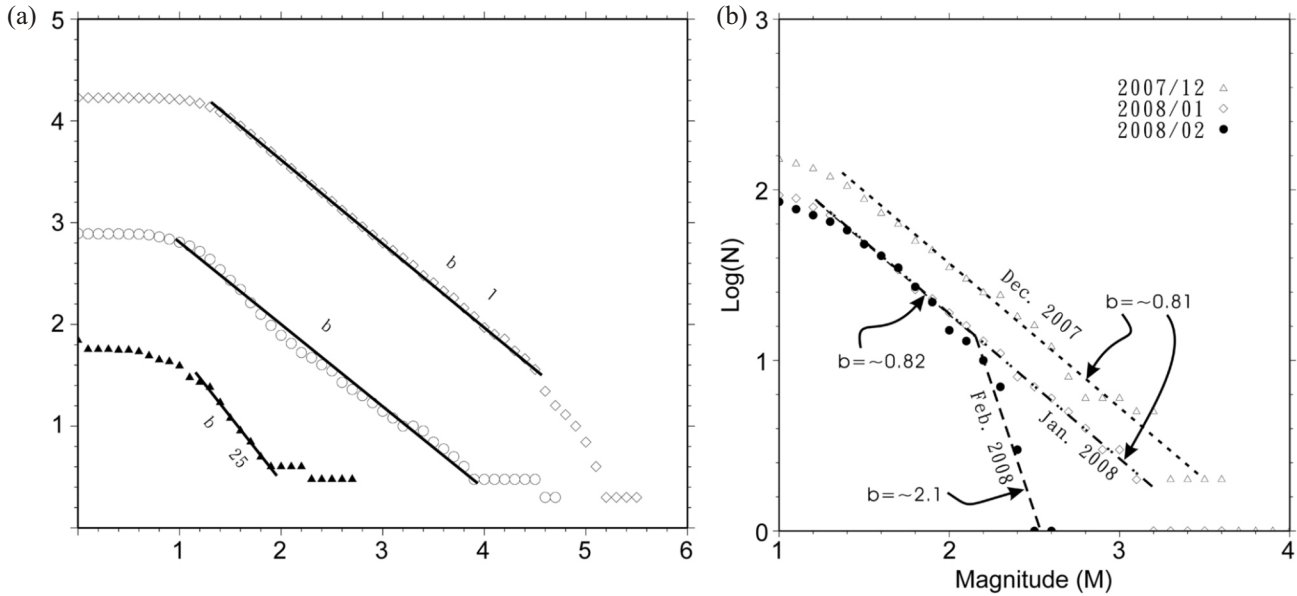 (a)
5
4
3
2
1
0
1
2
3
4
5
6
b
1
b
b
25
(b)
3
2
1
0
Log(N)
2007/12
2008/01
2008/02
Dec. 2007
b=~0.81
b=~0.82
Jan. 2008
Feb. 2008
b=~2.1
1
2
3
4
Magnitude (M)